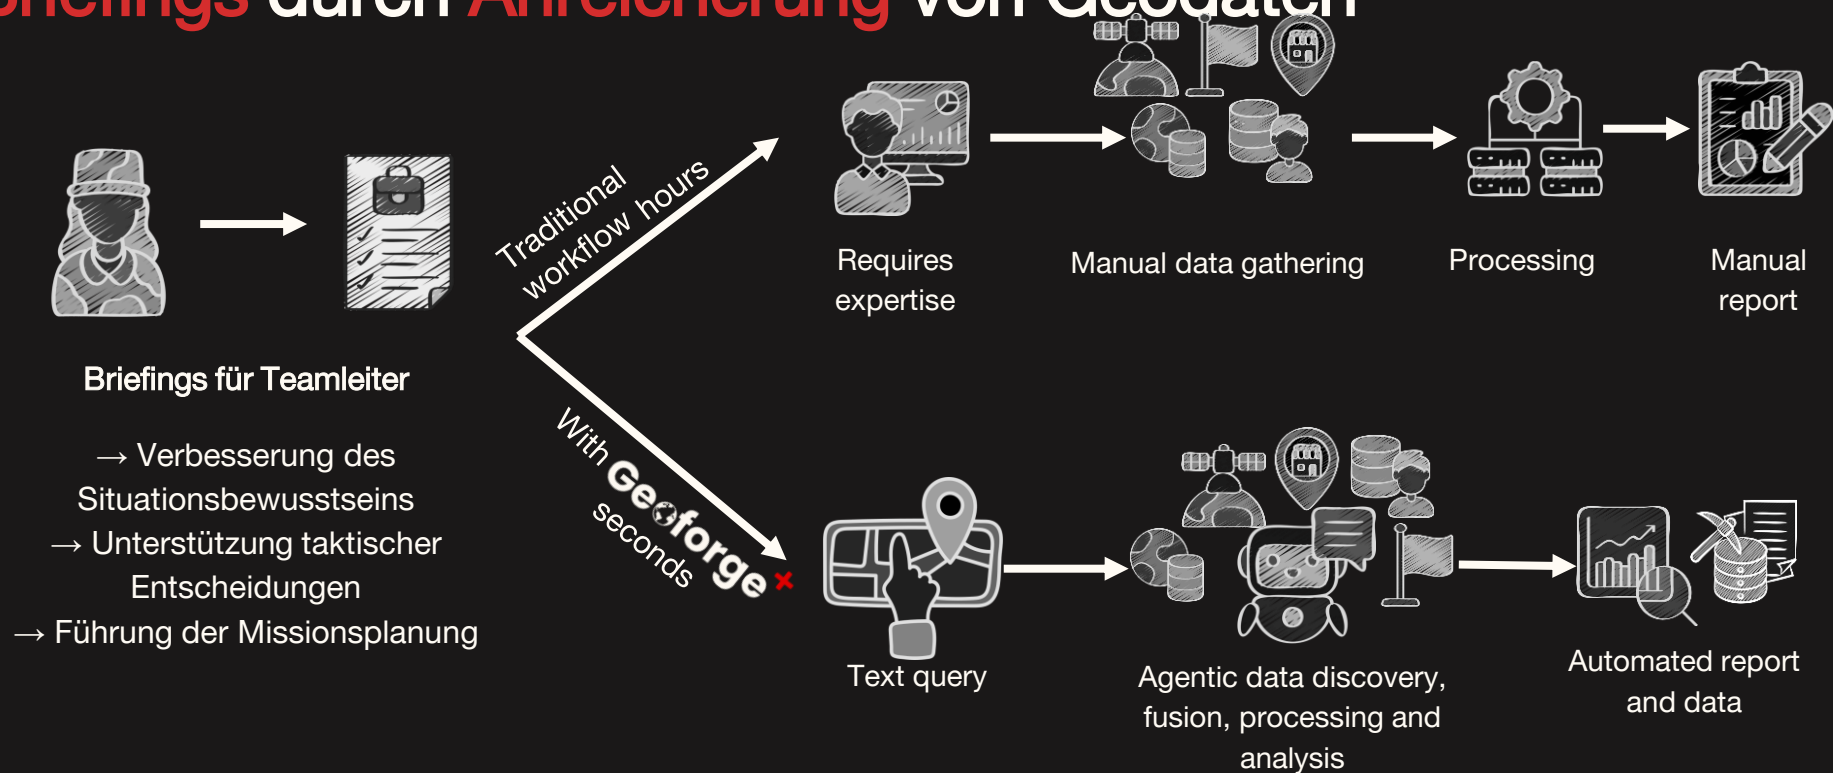 Briefings durch Anreicherung von Geodaten
Traditional
workflow hours
Requires
expertise
Manual data gathering
Processing
Manual
report
Briefings für Teamleiter
→ Verbesserung des
Situationsbewusstseins
→ Unterstützung taktischer
Entscheidungen
→ Führung der Missionsplanung
With Geoforge
seconds
Text query
Agentic data discovery,
fusion, processing and
analysis
Automated report
and data